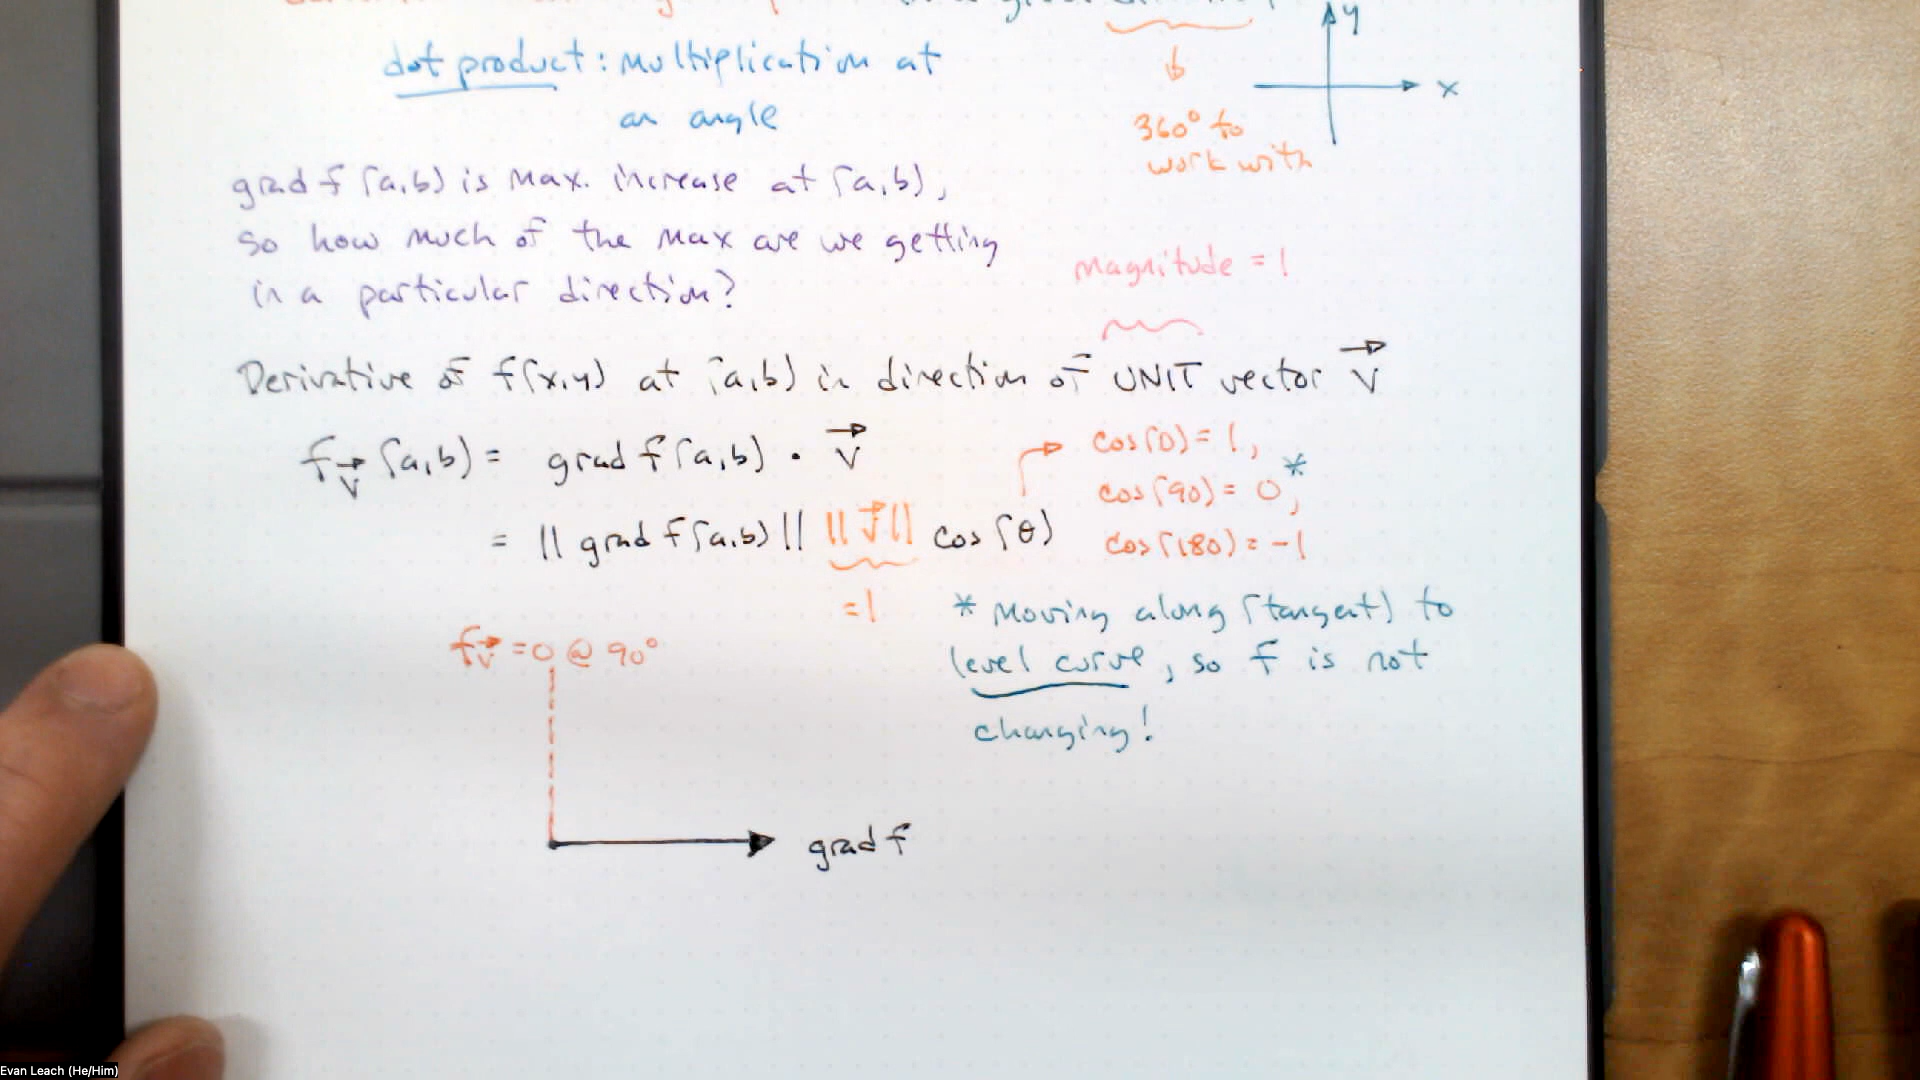 y
dot product: multiplication at
x
an angle
360° to
work with
grad f (a,b) is max. increase at (a,b),
so how much of the max are we getting
in a particular direction?
magnitude = 1
Derivative of f(x,y) at (a,b) in direction of UNIT vector v⃗
f_v⃗ (a,b) = grad f(a,b) · v⃗
= || grad f(a,b) || ||v⃗|| cos(θ)
cos(0) = 1,
cos(90) = 0,*
cos(180) = -1
=1
* moving along (tangent) to
level curve, so f is not
changing!
f_v⃗ = 0 @ 90°
grad f
Evan Leach (He/Him)